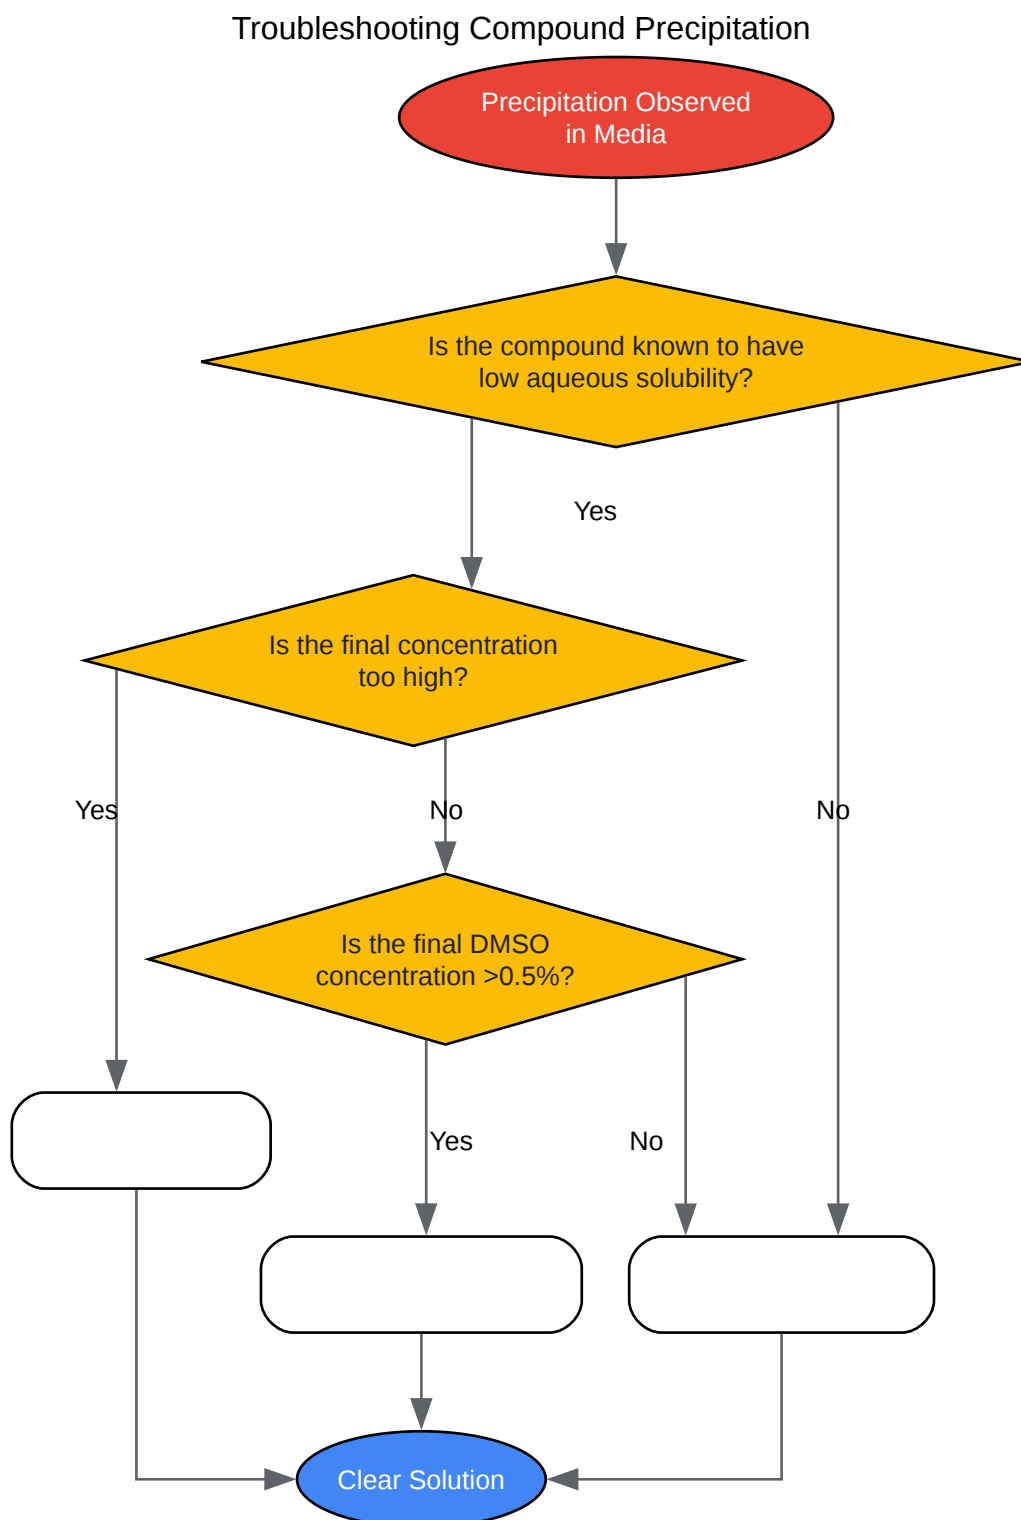 Troubleshooting Compound Precipitation
Precipitation Observed
in Media
Is the compound known to have
low aqueous solubility?
Yes
Is the final concentration
too high?
Yes
No
No
Is the final DMSO
concentration >0.5%?
Yes
No
Clear Solution